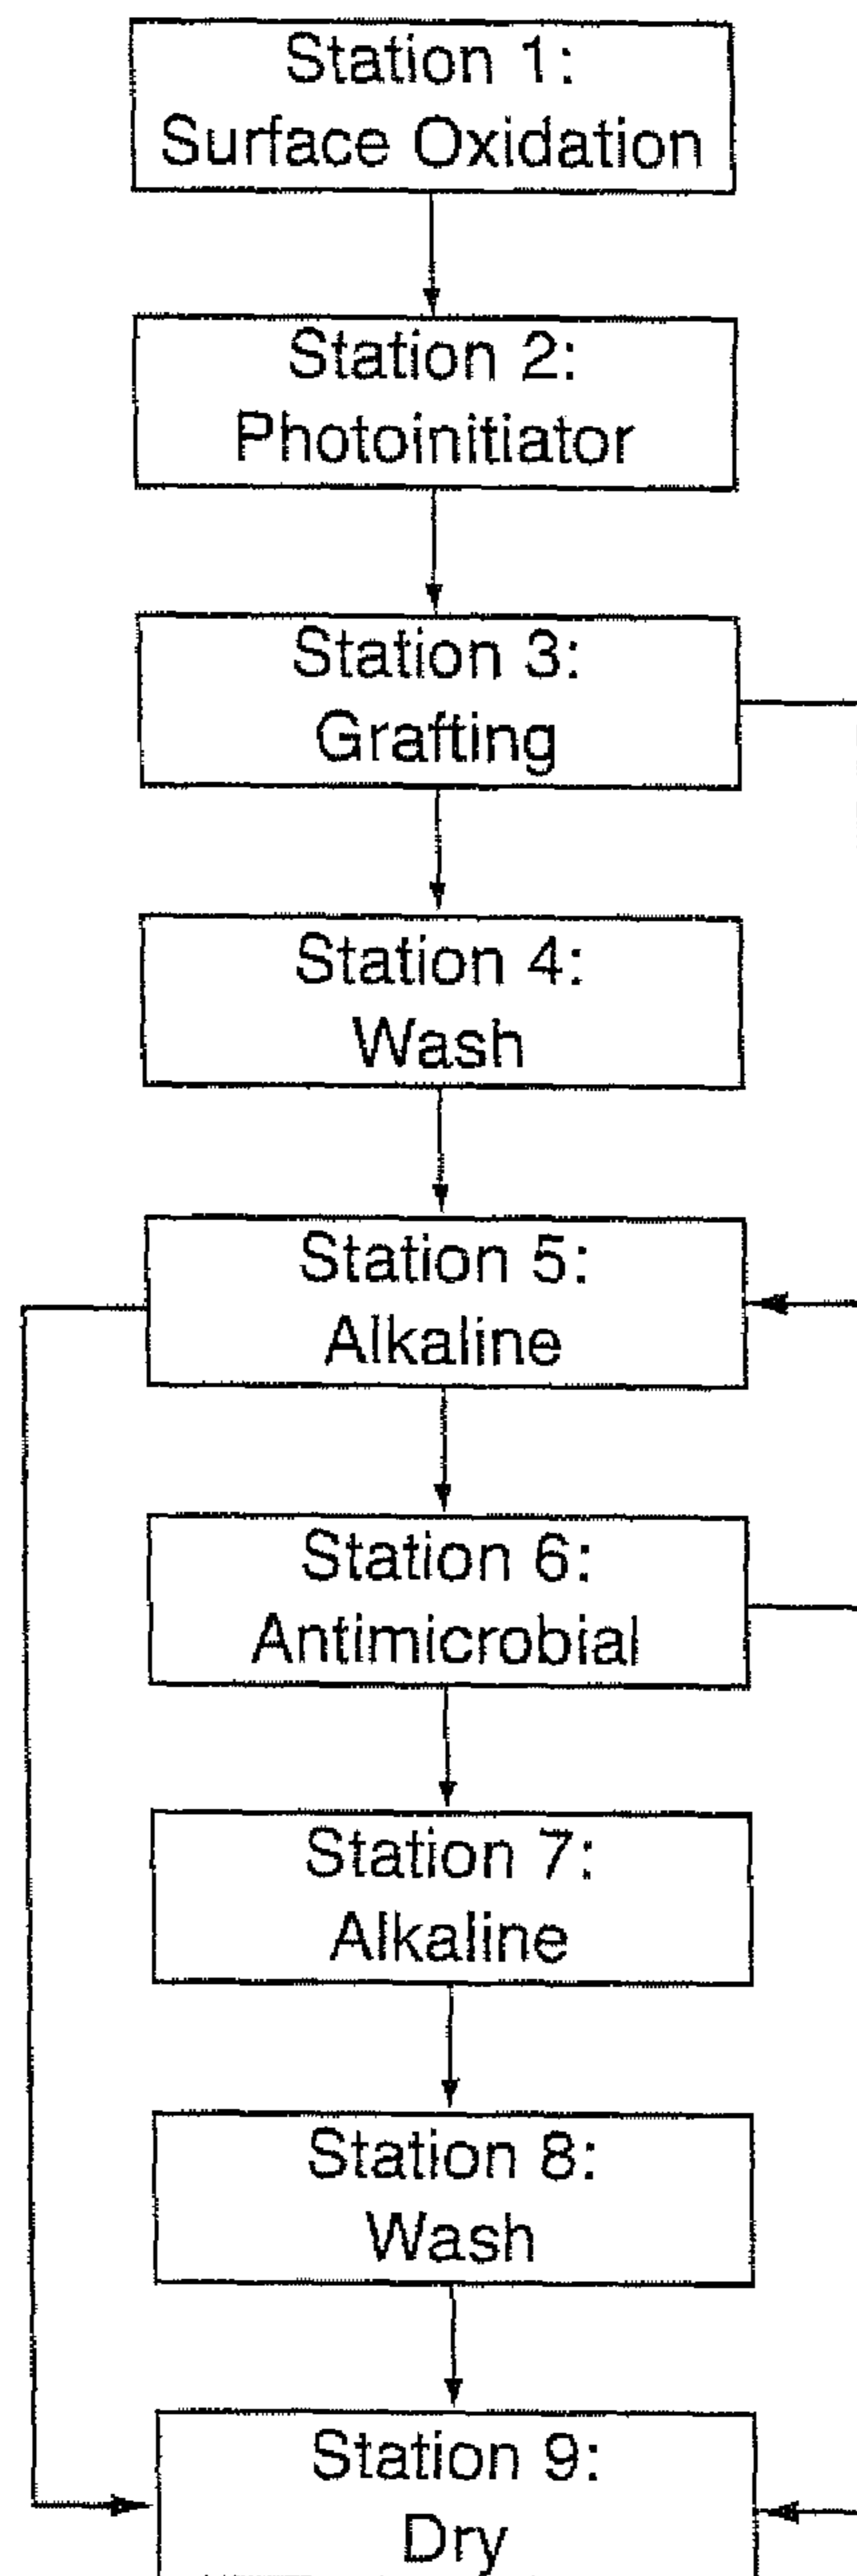 Station 1:
Surface Oxidation
Station 2:
Photoinitiator
Station 3:
Grafting
Station 4:
Wash
Station 5:
Alkaline
Station 6:
Antimicrobial
Station 7:
Alkaline
Station 8:
Wash
Station 9:
Dry